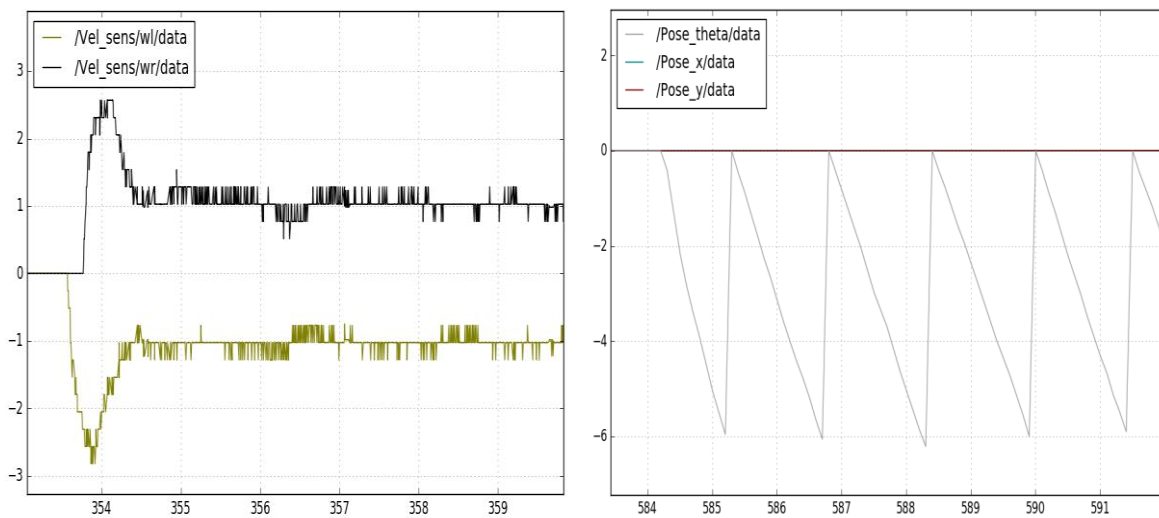 /Vel_sens/wl/data
/Vel_sens/wr/data
3
2
1
0
−1
−2
−3
354 355 356 357 358 359
/Pose_theta/data
/Pose_x/data
/Pose_y/data
2
0
−2
−4
−6
584 585 586 587 588 589 590 591